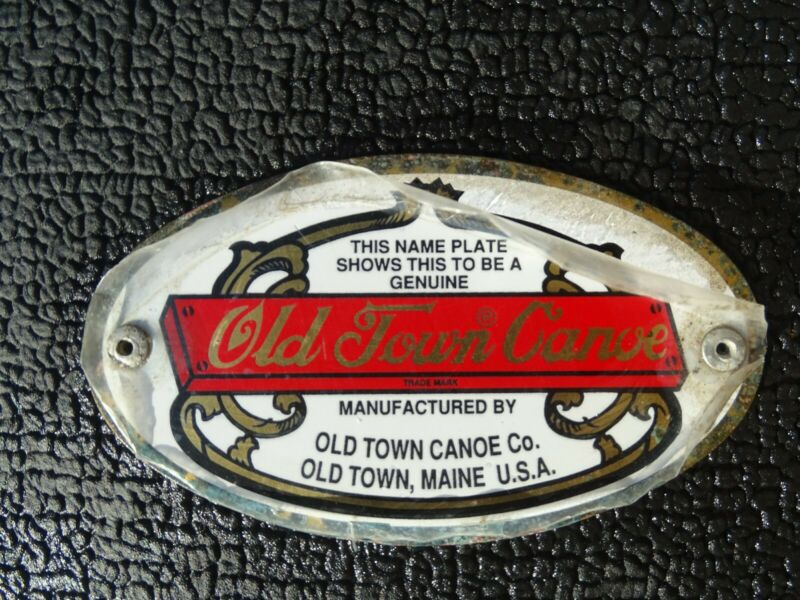 THIS NAME PLATE
SHOWS THIS TO BE A
GENUINE
Old Town® Canoe
TRADE MARK
MANUFACTURED BY
OLD TOWN CANOE Co.
OLD TOWN, MAINE U.S.A.